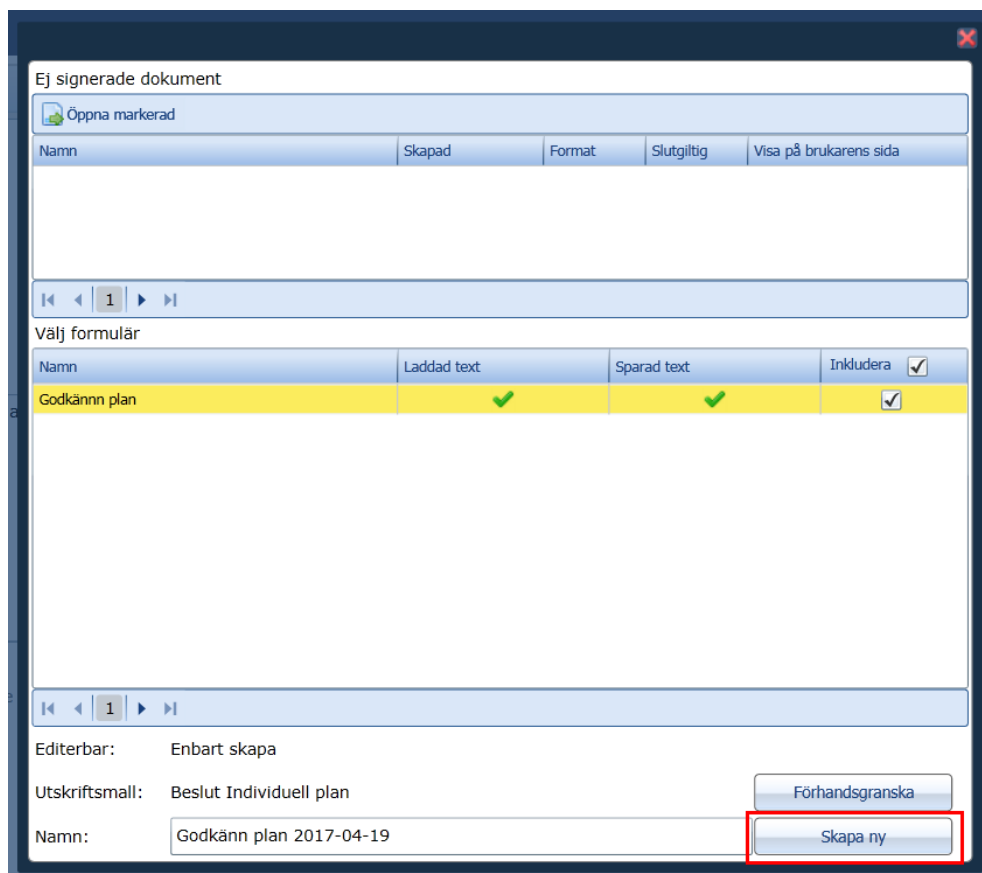 Ej signerade dokument
Öppna markerad
Namn Skapad Format Slutgiltig Visa på brukarens sida
1
Välj formulär
Namn Laddad text Sparad text Inkludera
Godkännn plan
1
Editerbar: Enbart skapa
Utskriftsmall: Beslut Individuell plan Förhandsgranska
Namn: Godkänn plan 2017-04-19 Skapa ny